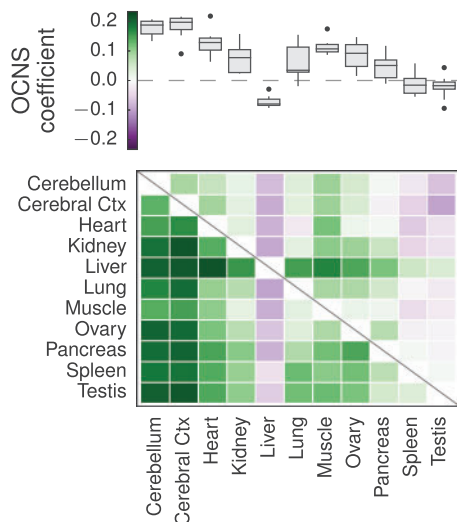 OCNS
coefficient
0.2
0.1
0.0
−0.1
−0.2
Cerebellum
Cerebral Ctx
Heart
Kidney
Liver
Lung
Muscle
Ovary
Pancreas
Spleen
Testis
Cerebellum
Cerebral Ctx
Heart
Kidney
Liver
Lung
Muscle
Ovary
Pancreas
Spleen
Testis